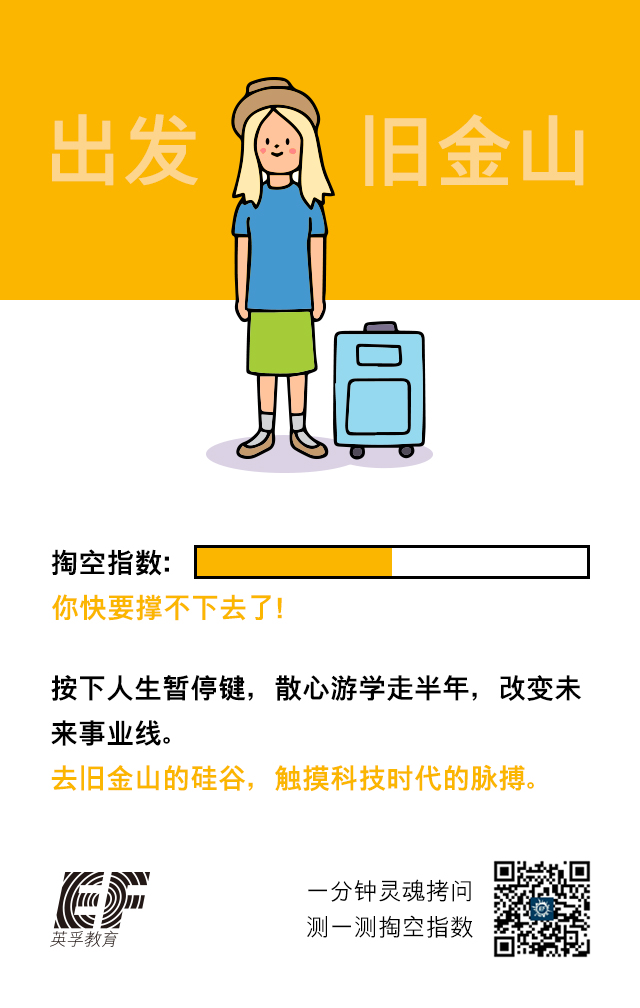 出发 旧金山
掏空指数:
你快要撑不下去了!
按下人生暂停键，散心游学走半年，改变未
来事业线。
去旧金山的硅谷，触摸科技时代的脉搏。
EF
英孚教育
一分钟灵魂拷问
测一测掏空指数